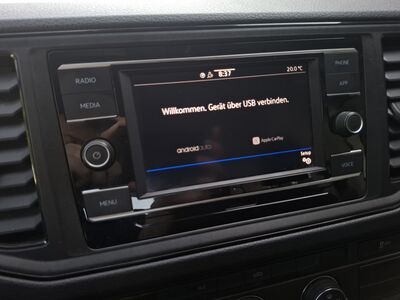 RADIO
MEDIA
MENU
8:37
20.0 °C
Willkommen. Gerät über USB verbinden.
androidauto
Apple CarPlay
Setup
PHONE
APP
VOICE